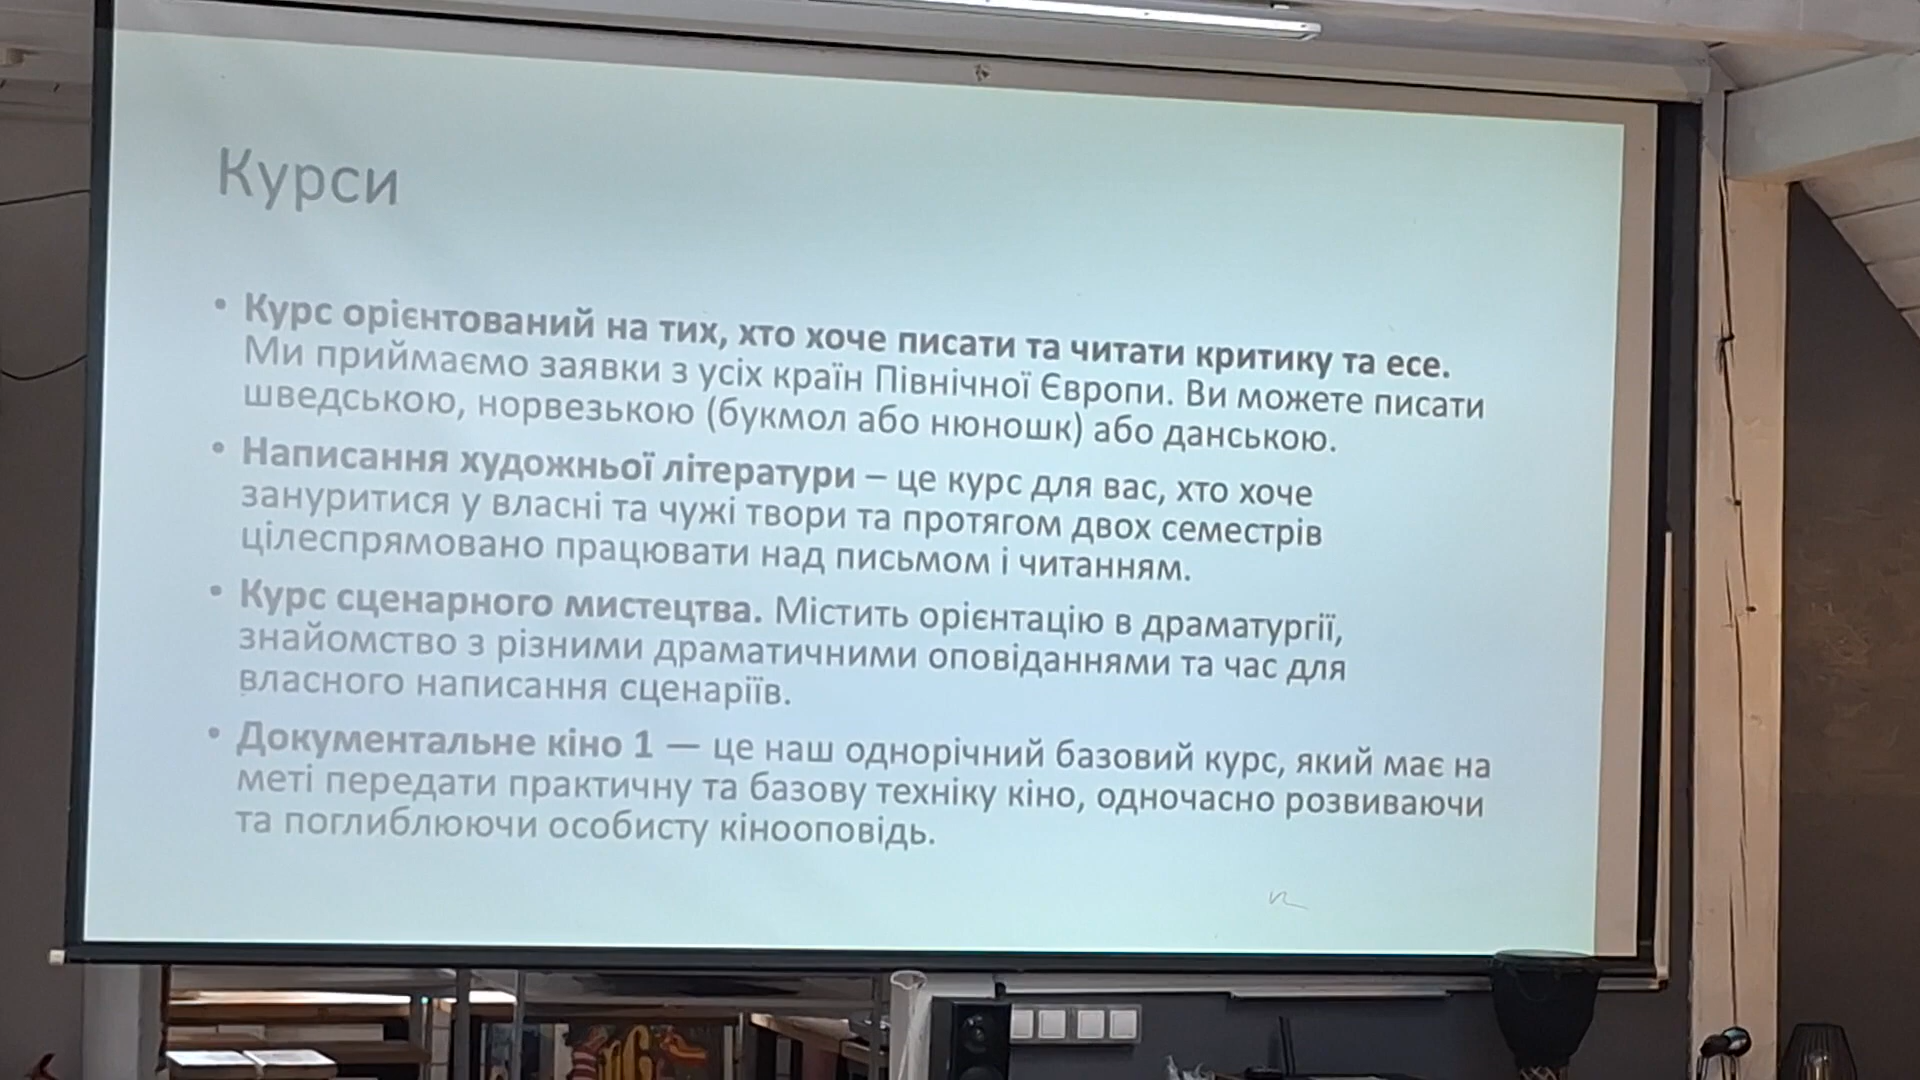 Курси
• Курс орієнтований на тих, хто хоче писати та читати критику та есе.
Ми приймаємо заявки з усіх країн Північної Європи. Ви можете писати
шведською, норвезькою (букмол або нюношк) або данською.
• Написання художньої літератури – це курс для вас, хто хоче
зануритися у власні та чужі твори та протягом двох семестрів
цілеспрямовано працювати над письмом і читанням.
• Курс сценарного мистецтва. Містить орієнтацію в драматургії,
знайомство з різними драматичними оповіданнями та час для
власного написання сценаріїв.
• Документальне кіно 1 — це наш однорічний базовий курс, який має на
меті передати практичну та базову техніку кіно, одночасно розвиваючи
та поглиблюючи особисту кінооповідь.